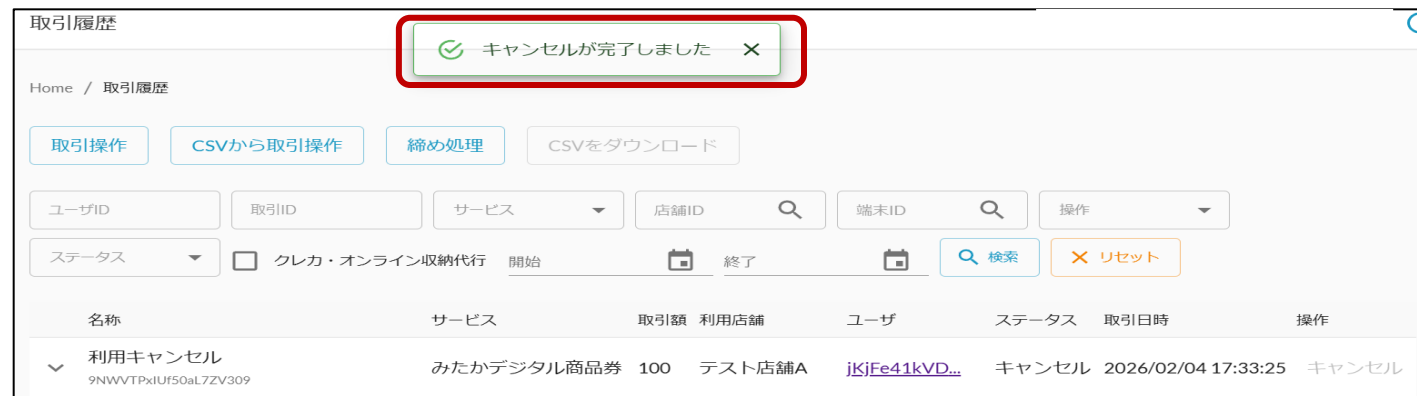 取引履歴
キャンセルが完了しました
Home / 取引履歴
取引操作 CSVから取引操作 締め処理 CSVをダウンロード
ユーザID 取引ID サービス 店舗ID 端末ID 操作
ステータス クレカ・オンライン収納代行 開始 終了 検索 リセット
名称 サービス 取引額 利用店舗 ユーザ ステータス 取引日時 操作
利用キャンセル みたかデジタル商品券 100 テスト店舗A jKjFe41kVD... キャンセル 2026/02/04 17:33:25 キャンセル
9NWVTPxIUf50aL7ZV309